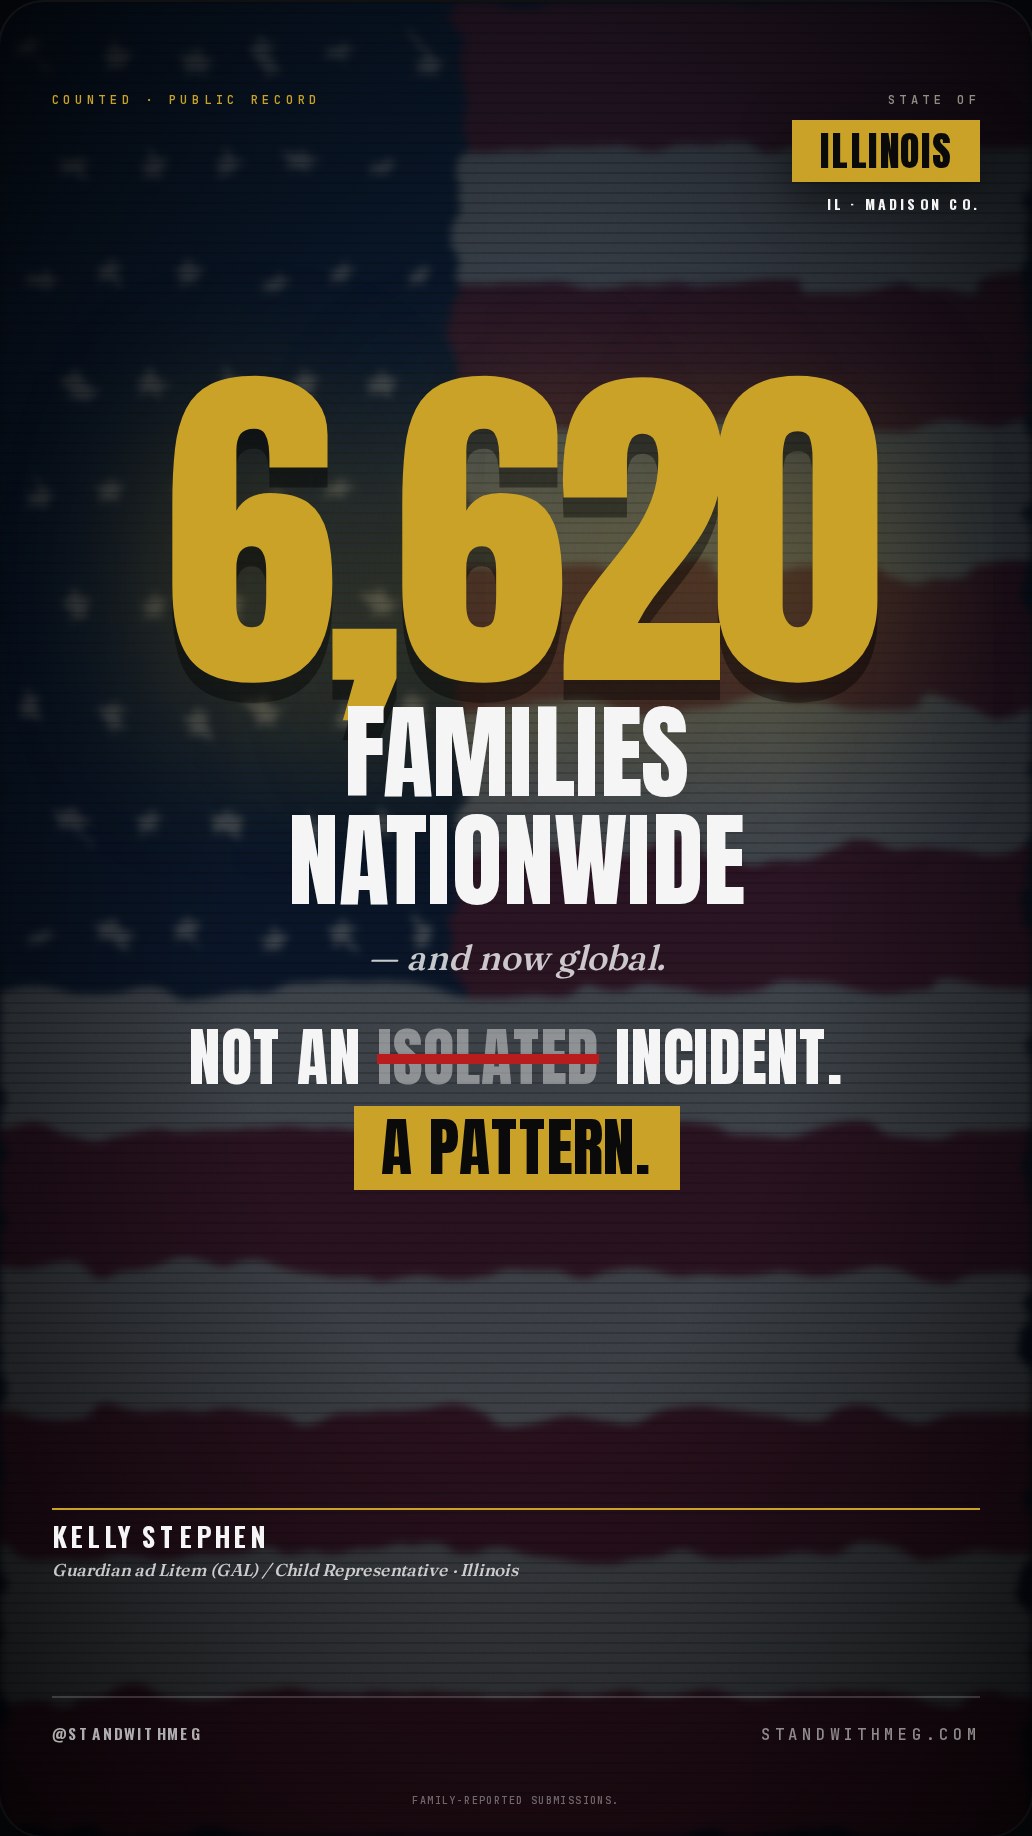 COUNTED · PUBLIC RECORD
STATE OF
ILLINOIS
IL · MADISON CO.
6,620
FAMILIES
NATIONWIDE
— and now global.
NOT AN ISOLATED INCIDENT.
A PATTERN.
KELLY STEPHEN
Guardian ad Litem (GAL) / Child Representative · Illinois
@STANDWITHMEG
STANDWITHMEG.COM
FAMILY-REPORTED SUBMISSIONS.